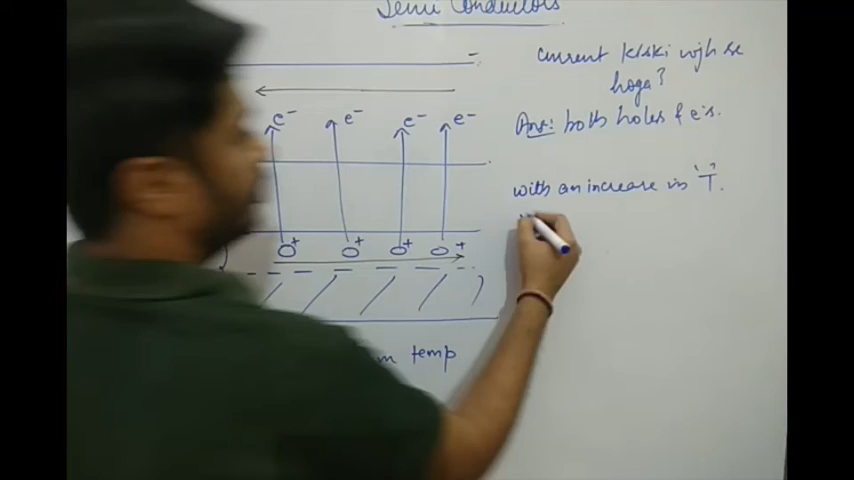 Semi Conductors
current kiski wjh se
hoga?
Ans: both holes & e⁻s.
with an increase in 'T'.
e⁻ e⁻ e⁻ e⁻
temp